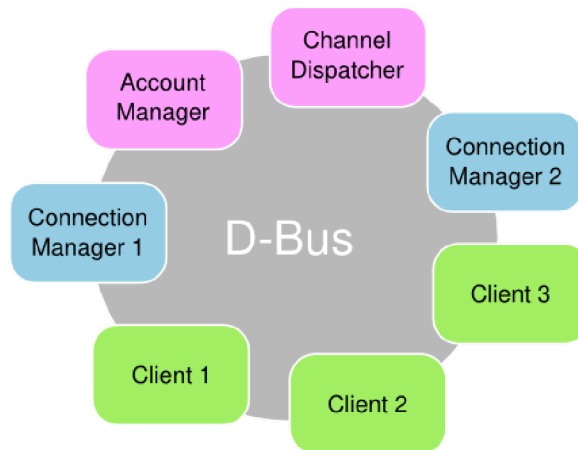 Channel
Dispatcher
Account
Manager
Connection
Manager 2
Connection
Manager 1
D-Bus
Client 3
Client 1
Client 2